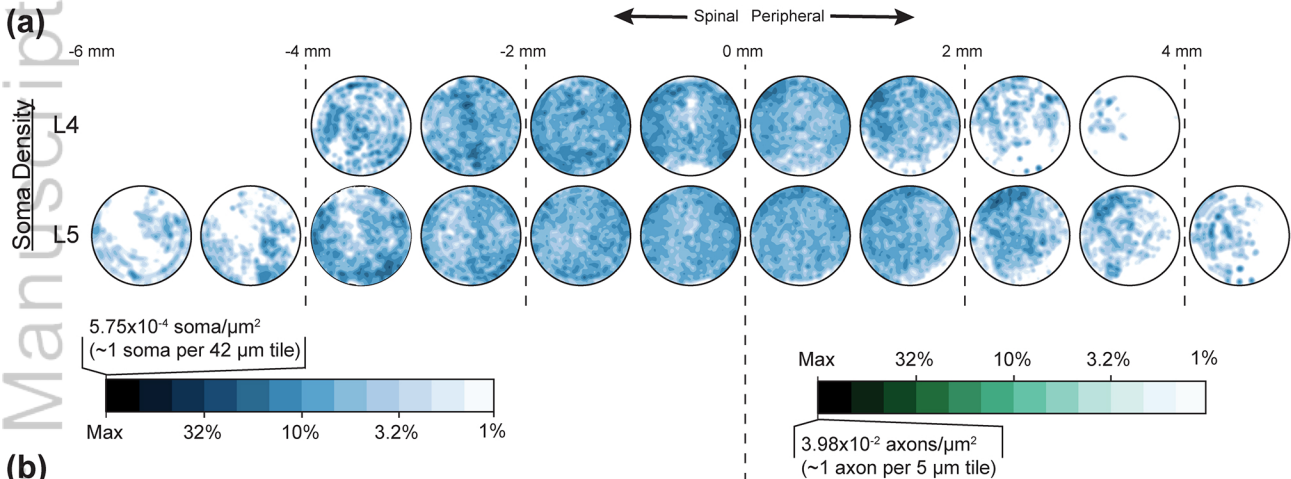 (a)
Spinal Peripheral
-6 mm -4 mm -2 mm 0 mm 2 mm 4 mm
Manuscript
Soma Density
L4
L5
5.75x10⁻⁴ soma/µm²
(~1 soma per 42 µm tile)
Max 32% 10% 3.2% 1%
Max 32% 10% 3.2% 1%
3.98x10⁻² axons/µm²
(~1 axon per 5 µm tile)
(b)